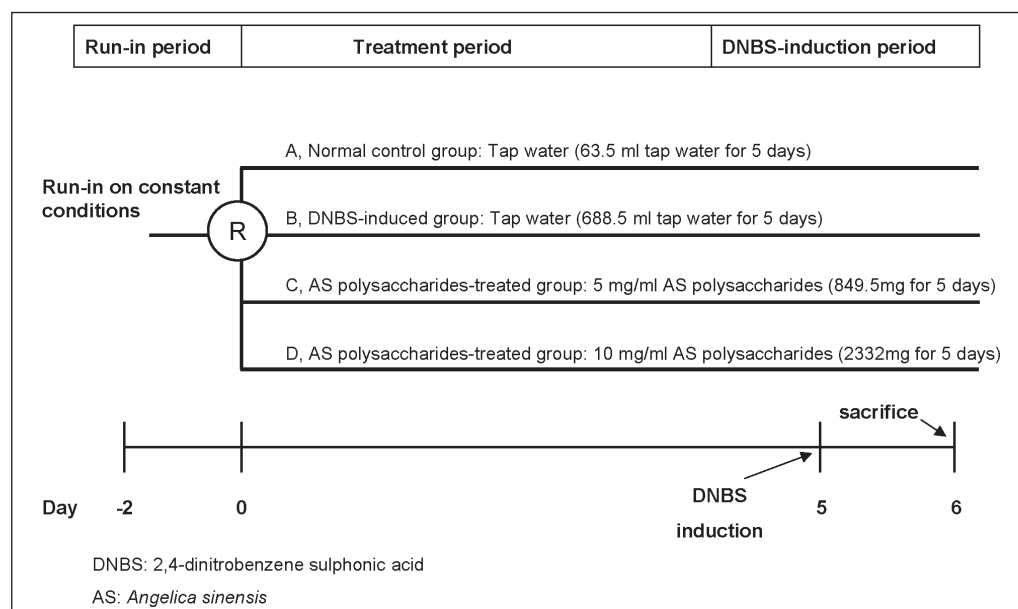 Run-in period
Treatment period
DNBS-induction period
A, Normal control group: Tap water (63.5 ml tap water for 5 days)
Run-in on constant
conditions
R
B, DNBS-induced group: Tap water (688.5 ml tap water for 5 days)
C, AS polysaccharides-treated group: 5 mg/ml AS polysaccharides (849.5mg for 5 days)
D, AS polysaccharides-treated group: 10 mg/ml AS polysaccharides (2332mg for 5 days)
sacrifice
DNBS
induction
Day -2 0 5 6
DNBS: 2,4-dinitrobenzene sulphonic acid
AS: Angelica sinensis